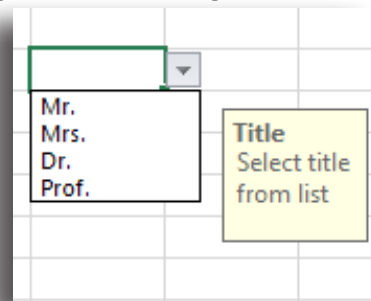 Mr.
Mrs.
Dr.
Prof.
Title
Select title
from list